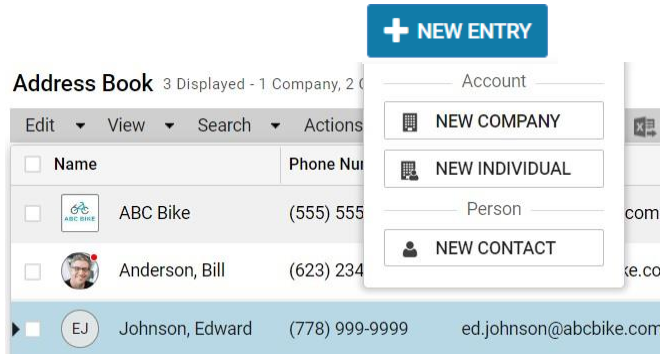 NEW ENTRY
Address Book 3 Displayed - 1 Company, 2
Account
Edit View Search Actions
NEW COMPANY
Name Phone
NEW INDIVIDUAL
Person
ABC BIKE ABC Bike (555) 555 com
NEW CONTACT
Anderson, Bill (623) 234 ke.co
EJ Johnson, Edward (778) 999-9999 ed.johnson@abcbike.com